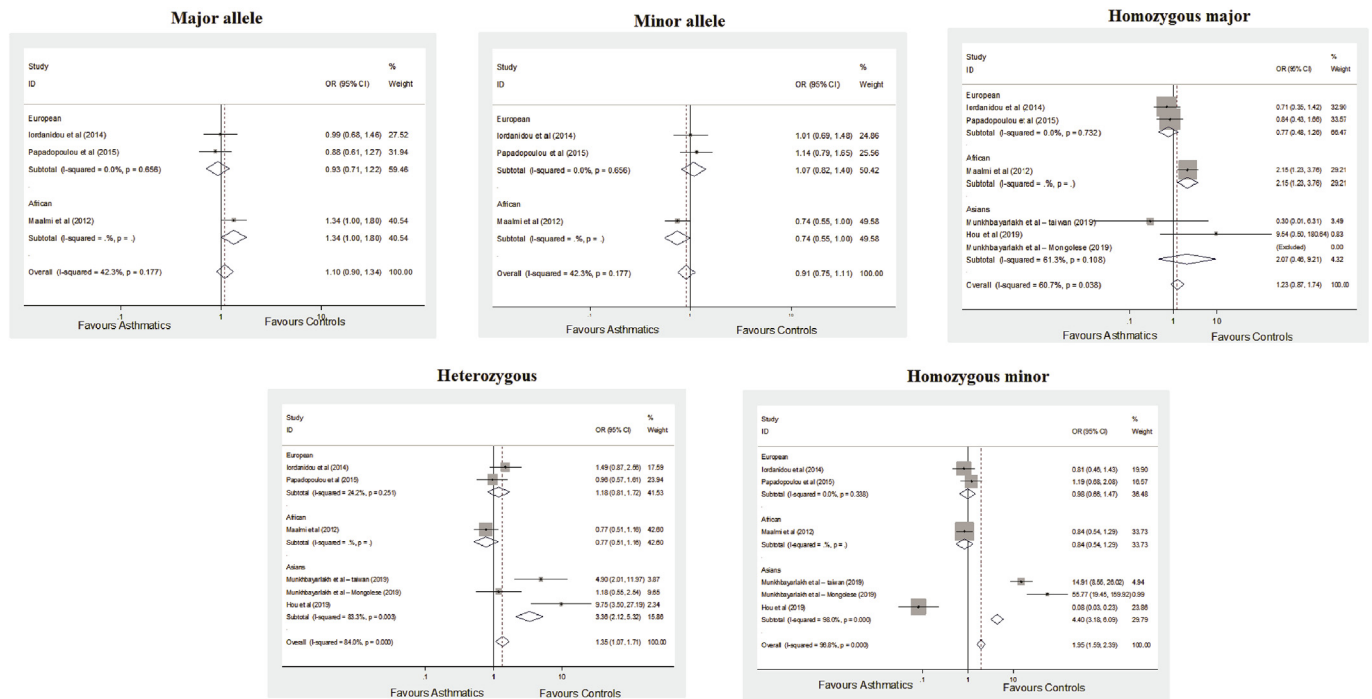 Major allele
Study %
ID OR (95% CI) Weight
European
Iordanidou et al (2014) 0.99 (0.68, 1.46) 27.52
Papadopoulou et al (2015) 0.88 (0.61, 1.27) 31.94
Subtotal (I-squared = 0.0%, p = 0.656) 0.93 (0.71, 1.22) 59.46
.
African
Maalmi et al (2012) 1.34 (1.00, 1.80) 40.54
Subtotal (I-squared = .%, p = .) 1.34 (1.00, 1.80) 40.54
.
Overall (I-squared = 42.3%, p = 0.177) 1.10 (0.90, 1.34) 100.00
.1 1 10
Favours Asthmatics Favours Controls
Minor allele
Study %
ID OR (95% CI) Weight
European
Iordanidou et al (2014) 1.01 (0.69, 1.48) 24.86
Papadopoulou et al (2015) 1.14 (0.79, 1.65) 25.56
Subtotal (I-squared = 0.0%, p = 0.656) 1.07 (0.82, 1.40) 50.42
.
African
Maalmi et al (2012) 0.74 (0.55, 1.00) 49.58
Subtotal (I-squared = .%, p = .) 0.74 (0.55, 1.00) 49.58
.
Overall (I-squared = 42.3%, p = 0.177) 0.91 (0.75, 1.11) 100.00
.1 1 10
Favours Asthmatics Favours Controls
Homozygous major
Study %
ID OR (95% CI) Weight
European
Iordanidou et al (2014) 0.71 (0.35, 1.42) 32.90
Papadopoulou et al (2015) 0.84 (0.43, 1.66) 33.57
Subtotal (I-squared = 0.0%, p = 0.732) 0.77 (0.48, 1.26) 66.47
.
African
Maalmi et al (2012) 2.15 (1.23, 3.76) 29.21
Subtotal (I-squared = .%, p = .) 2.15 (1.23, 3.76) 29.21
.
Asians
Munkhbayarlakh et al – taiwan (2019) 0.30 (0.01, 6.31) 3.49
Hou et al (2019) 9.54 (0.50, 180.64) 0.83
Munkhbayarlakh et al – Mongolese (2019) (Excluded) 0.00
Subtotal (I-squared = 61.3%, p = 0.108) 2.07 (0.46, 9.21) 4.32
.
Overall (I-squared = 60.7%, p = 0.038) 1.23 (0.87, 1.74) 100.00
.1 1 10
Favours Asthmatics Favours Controls
Heterozygous
Study %
ID OR (95% CI) Weight
European
Iordanidou et al (2014) 1.49 (0.87, 2.56) 17.59
Papadopoulou et al (2015) 0.96 (0.57, 1.61) 23.94
Subtotal (I-squared = 24.2%, p = 0.251) 1.18 (0.81, 1.72) 41.53
.
African
Maalmi et al (2012) 0.77 (0.51, 1.16) 42.60
Subtotal (I-squared = .%, p = .) 0.77 (0.51, 1.16) 42.60
.
Asians
Munkhbayarlakh et al – taiwan (2019) 4.90 (2.01, 11.97) 3.87
Munkhbayarlakh et al – Mongolese (2019) 1.18 (0.55, 2.54) 9.65
Hou et al (2019) 9.75 (3.50, 27.19) 2.34
Subtotal (I-squared = 83.3%, p = 0.003) 3.36 (2.12, 5.32) 15.86
.
Overall (I-squared = 84.0%, p = 0.000) 1.35 (1.07, 1.71) 100.00
.1 1 10
Favours Asthmatics Favours Controls
Homozygous minor
Study %
ID OR (95% CI) Weight
European
Iordanidou et al (2014) 0.81 (0.46, 1.43) 19.90
Papadopoulou et al (2015) 1.19 (0.68, 2.08) 16.57
Subtotal (I-squared = 0.0%, p = 0.338) 0.98 (0.66, 1.47) 36.48
.
African
Maalmi et al (2012) 0.84 (0.54, 1.29) 33.73
Subtotal (I-squared = .%, p = .) 0.84 (0.54, 1.29) 33.73
.
Asians
Munkhbayarlakh et al – taiwan (2019) 14.91 (8.55, 26.02) 4.94
Munkhbayarlakh et al – Mongolese (2019) 55.77 (19.45, 159.92) 0.99
Hou et al (2019) 0.08 (0.03, 0.23) 23.86
Subtotal (I-squared = 98.0%, p = 0.000) 4.40 (3.18, 6.09) 29.79
.
Overall (I-squared = 96.8%, p = 0.000) 1.95 (1.59, 2.39) 100.00
.1 1 10
Favours Asthmatics Favours Controls